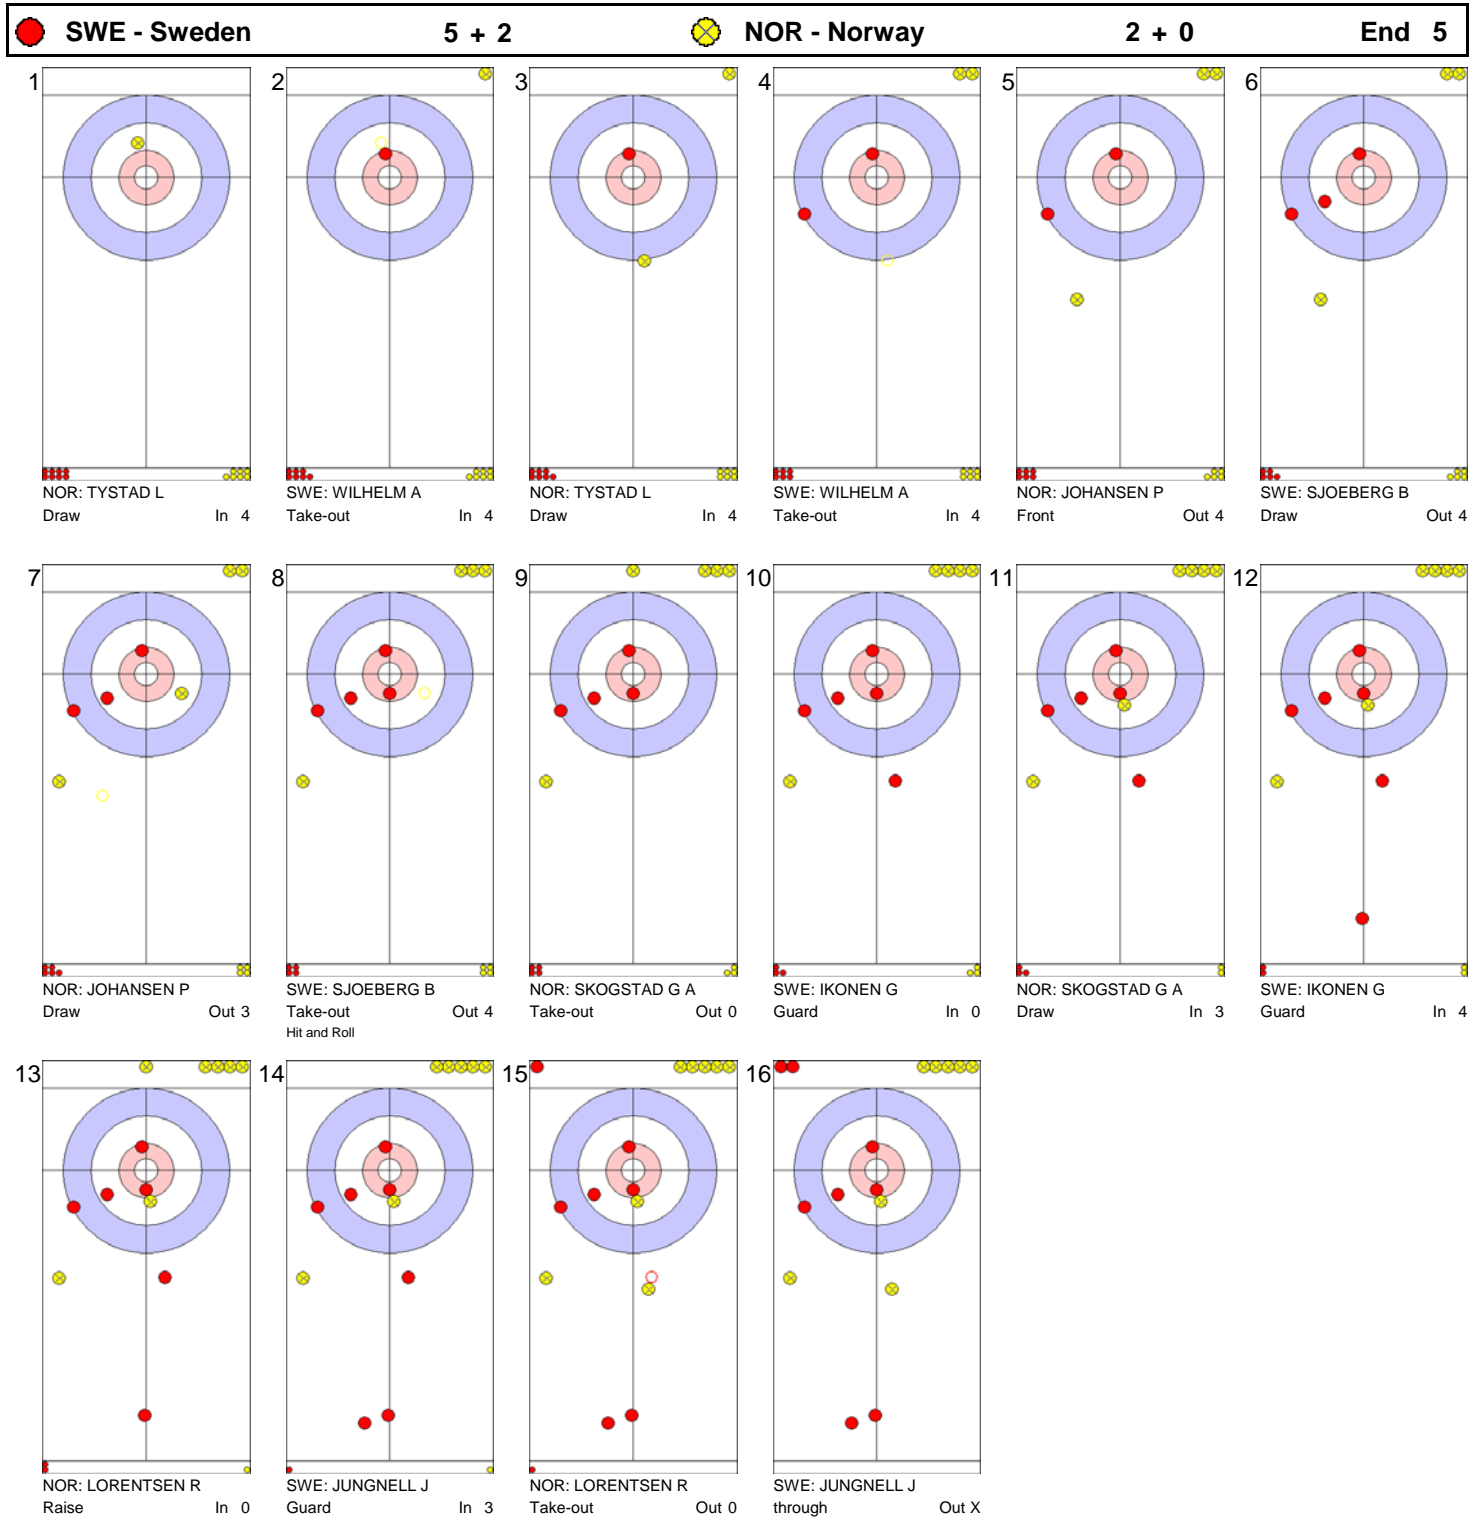 SWE - Sweden 5 + 2 NOR - Norway 2 + 0 End 5
1 2 3 4 5 6
NOR: TYSTAD L SWE: WILHELM A NOR: TYSTAD L SWE: WILHELM A NOR: JOHANSEN P SWE: SJOEBERG B
Draw In 4 Take-out In 4 Draw In 4 Take-out In 4 Front Out 4 Draw Out 4
7 8 9 10 11 12
NOR: JOHANSEN P SWE: SJOEBERG B NOR: SKOGSTAD G A SWE: IKONEN G NOR: SKOGSTAD G A SWE: IKONEN G
Draw Out 3 Take-out Out 4 Take-out Out 0 Guard In 0 Draw In 3 Guard In 4
Hit and Roll
13 14 15 16
NOR: LORENTSEN R SWE: JUNGNELL J NOR: LORENTSEN R SWE: JUNGNELL J
Raise In 0 Guard In 3 Take-out Out 0 through Out X